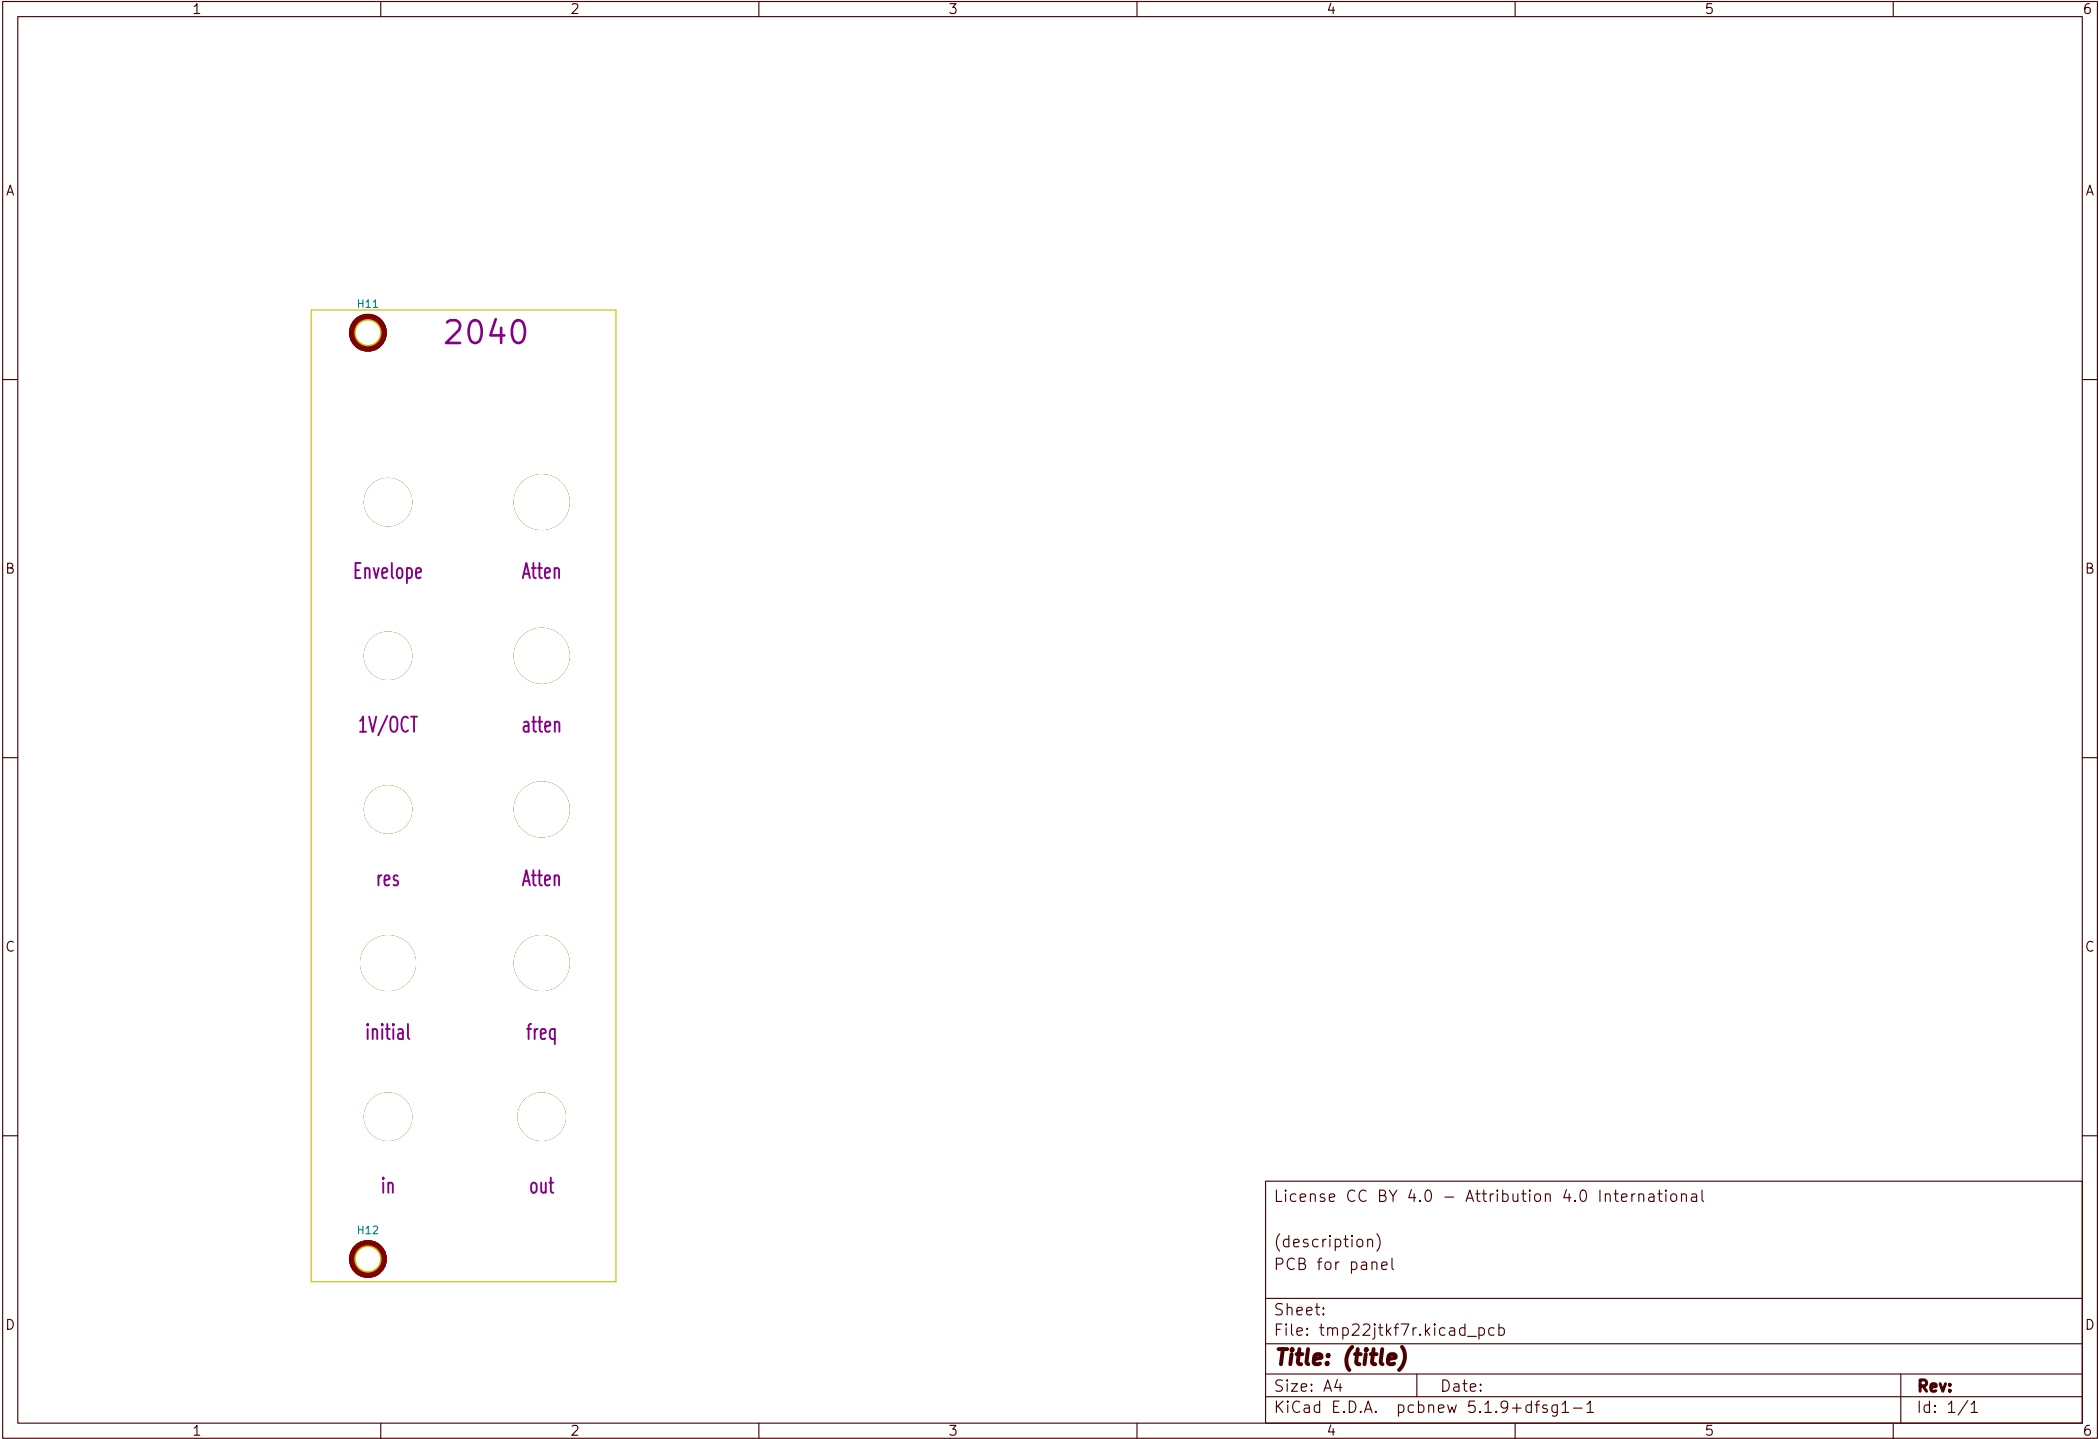 1 2 3 4 5 6
A A
H11
2040
B B
Envelope Atten
1V/OCT atten
res Atten
C C
initial freq
in out
License CC BY 4.0 - Attribution 4.0 International
H12
(description)
PCB for panel
Sheet:
D D
File: tmp22jtkf7r.kicad_pcb
Title: (title)
Size: A4 Date: Rev:
KiCad E.D.A. pcbnew 5.1.9+dfsg1-1 Id: 1/1
1 2 3 4 5 6